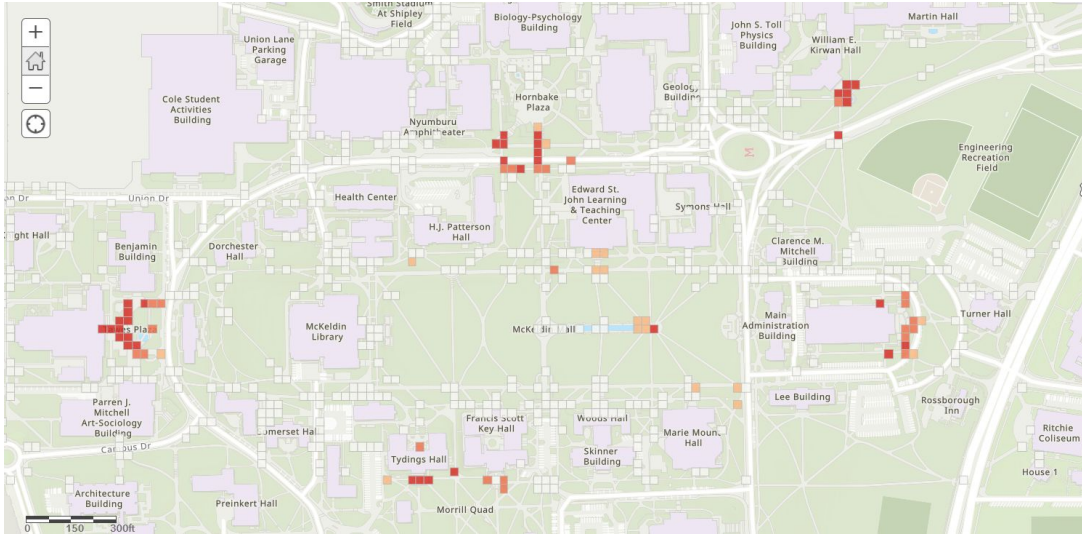 Smith Stadium
At Shipley
Field
Biology-Psychology
Building
John S. Toll
Physics
Building
William E.
Kirwan Hall
Martin Hall
Union Lane
Parking
Garage
Cole Student
Activities
Building
Hornbake
Plaza
Geology
Building
Nyumburu
Amphitheater
M
Engineering
Recreation
Field
Union Dr
Health Center
Edward St.
John Learning
& Teaching
Center
Symons Hall
H.J. Patterson
Hall
Benjamin
Building
Dorchester
Hall
Clarence M.
Mitchell
Building
McKeldin
Library
McKeldin Mall
Main
Administration
Building
Turner Hall
Parren J.
Mitchell
Art-Sociology
Building
Lee Building
Rossborough
Inn
Francis Scott
Key Hall
Woods Hall
Marie Mount
Hall
Somerset Hall
Campus Dr
Tydings Hall
Skinner
Building
Ritchie
Coliseum
House 1
Architecture
Building
Preinkert Hall
Morrill Quad
0 150 300ft